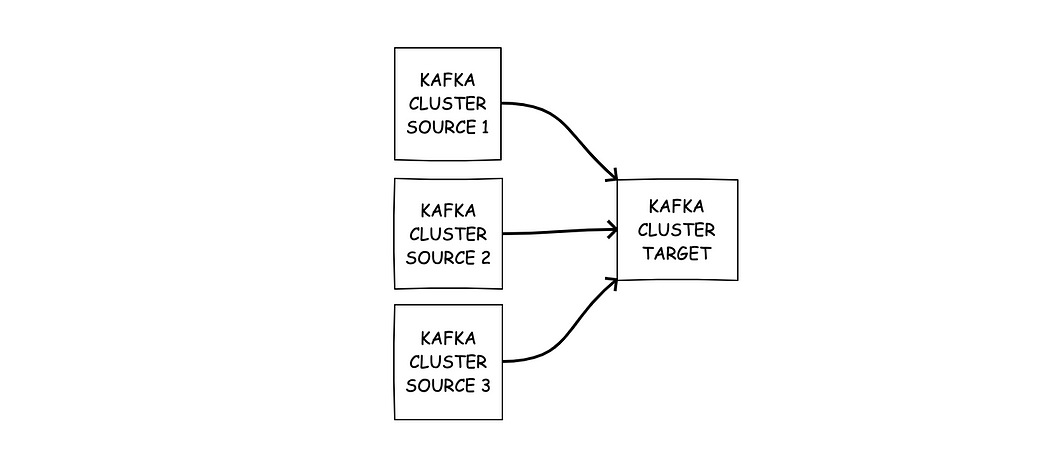 KAFKA
CLUSTER
SOURCE 1
KAFKA
CLUSTER
SOURCE 2
KAFKA
CLUSTER
TARGET
KAFKA
CLUSTER
SOURCE 3